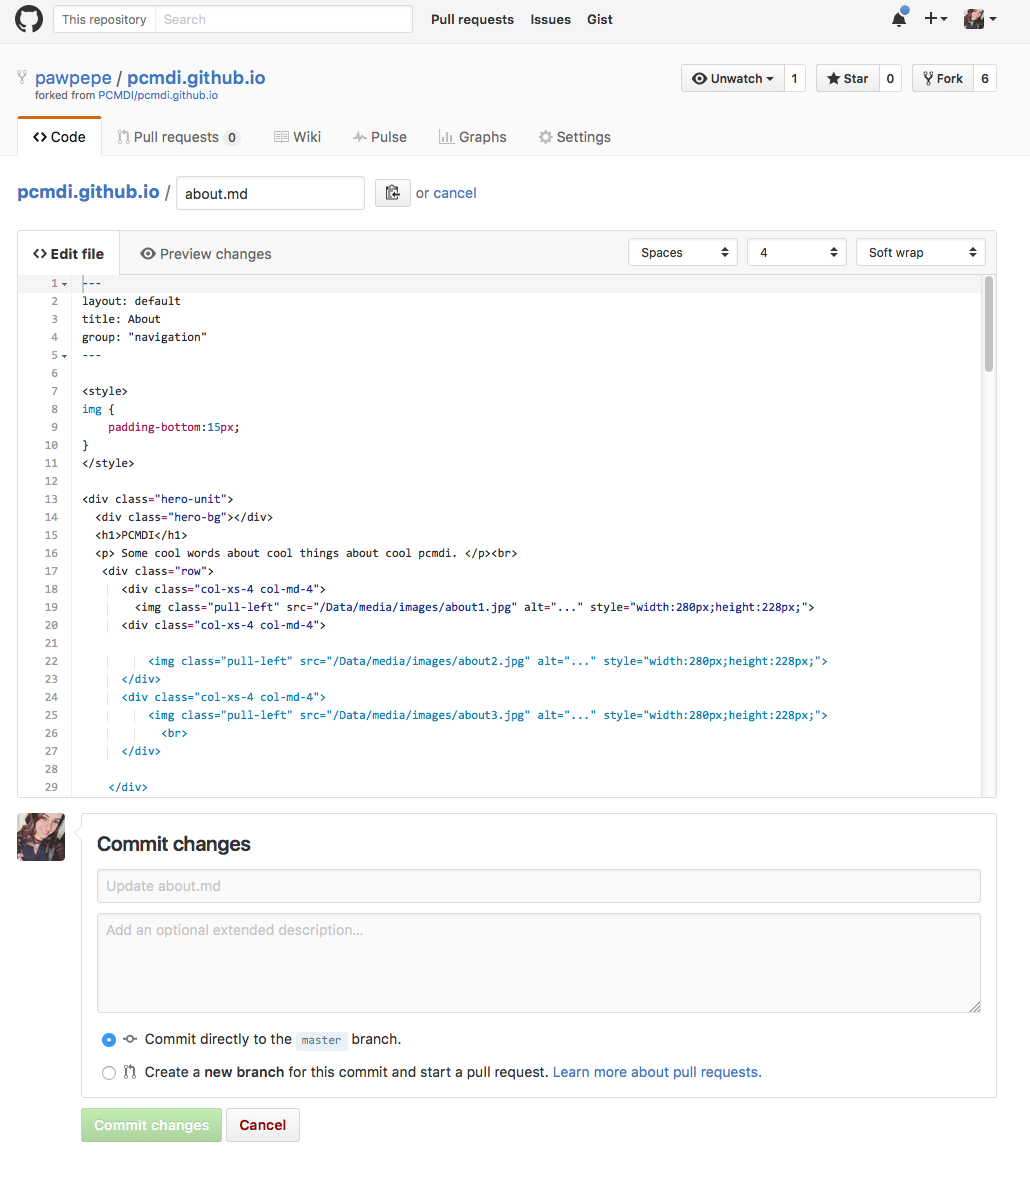 This repository Search Pull requests Issues Gist
pawpepe / pcmdi.github.io Unwatch 1 Star 0 Fork 6
forked from PCMDI/pcmdi.github.io
Code Pull requests 0 Wiki Pulse Graphs Settings
pcmdi.github.io / about.md or cancel
Edit file Preview changes Spaces 4 Soft wrap
1 ---
2 layout: default
3 title: About
4 group: "navigation"
5 ---
6
7 <style>
8 img {
9     padding-bottom:15px;
10 }
11 </style>
12
13 <div class="hero-unit">
14   <div class="hero-bg"></div>
15   <h1>PCMDI</h1>
16   <p> Some cool words about cool things about cool pcmdi. </p><br>
17    <div class="row">
18       <div class="col-xs-4 col-md-4">
19         <img class="pull-left" src="/Data/media/images/about1.jpg" alt="..." style="width:280px;height:228px;">
20       <div class="col-xs-4 col-md-4">
21
22           <img class="pull-left" src="/Data/media/images/about2.jpg" alt="..." style="width:280px;height:228px;">
23       </div>
24       <div class="col-xs-4 col-md-4">
25           <img class="pull-left" src="/Data/media/images/about3.jpg" alt="..." style="width:280px;height:228px;">
26             <br>
27       </div>
28
29     </div>
Commit changes
Update about.md
Add an optional extended description...
Commit directly to the master branch.
Create a new branch for this commit and start a pull request. Learn more about pull requests.
Commit changes Cancel